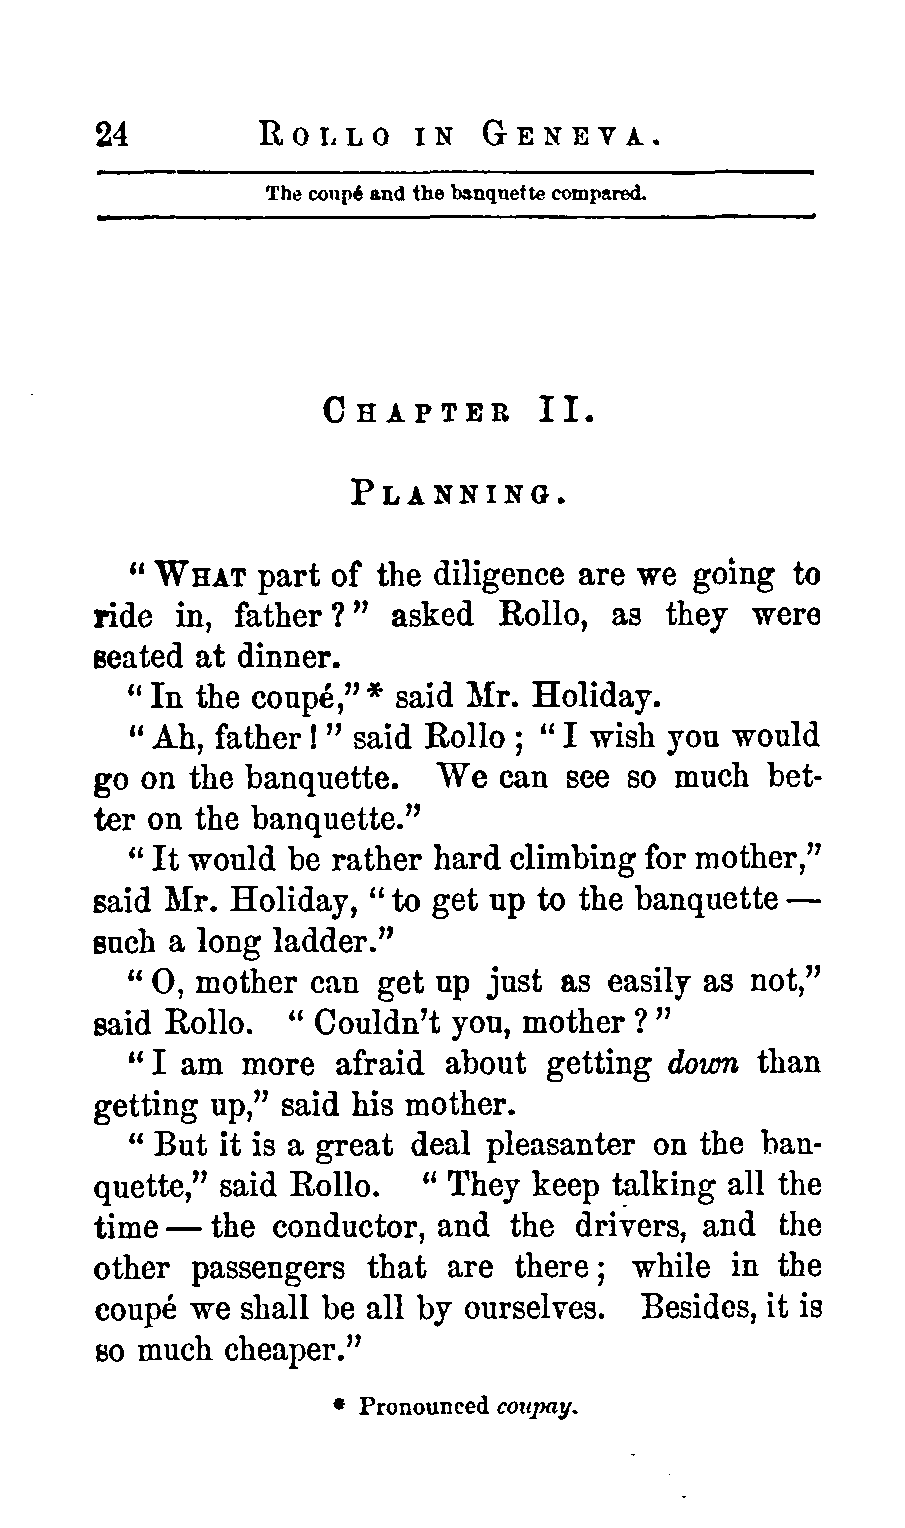 24 ROLLO IN GENEVA.
The coupé and the banquette compared.
CHAPTER II.
PLANNING.
"WHAT part of the diligence are we going to
ride in, father?" asked Rollo, as they were
seated at dinner.
"In the coupé,"* said Mr. Holiday.
"Ah, father!" said Rollo; "I wish you would
go on the banquette. We can see so much bet-
ter on the banquette."
"It would be rather hard climbing for mother,"
said Mr. Holiday, "to get up to the banquette —
such a long ladder."
"O, mother can get up just as easily as not,"
said Rollo. "Couldn't you, mother?"
"I am more afraid about getting down than
getting up," said his mother.
"But it is a great deal pleasanter on the ban-
quette," said Rollo. "They keep talking all the
time — the conductor, and the drivers, and the
other passengers that are there; while in the
coupé we shall be all by ourselves. Besides, it is
so much cheaper."
* Pronounced coupay.